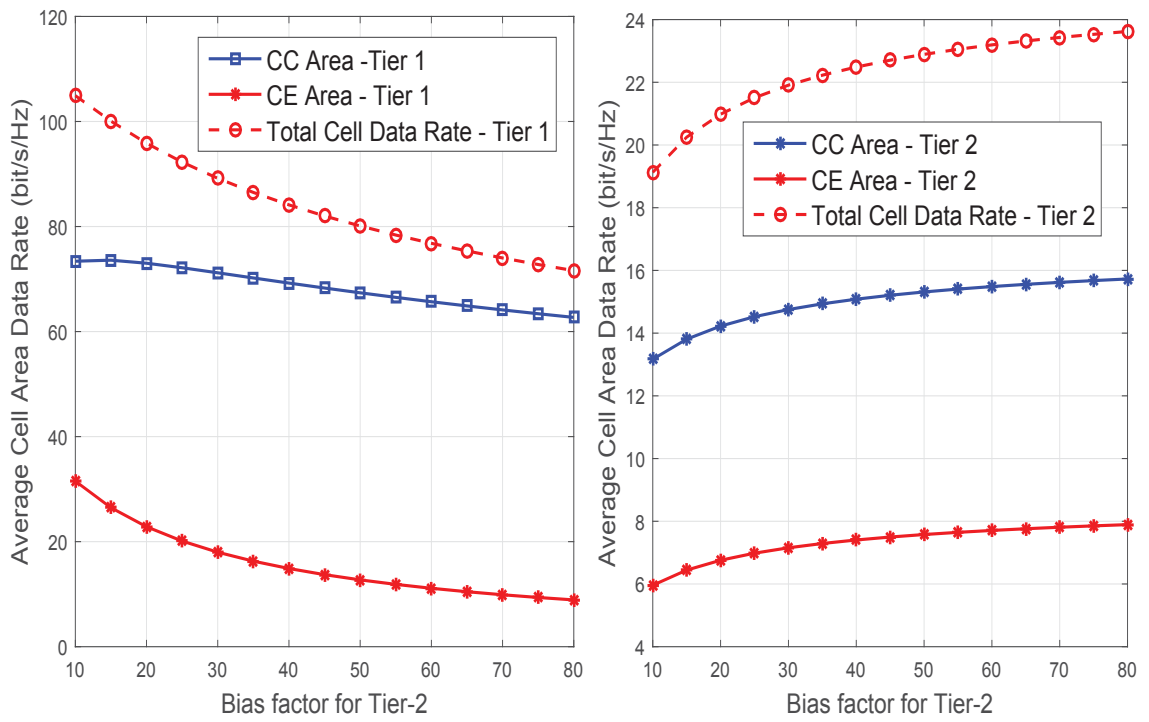 120
100
80
60
40
20
0
10 20 30 40 50 60 70 80
Average Cell Area Data Rate (bit/s/Hz)
Bias factor for Tier-2
CC Area -Tier 1
CE Area - Tier 1
Total Cell Data Rate - Tier 1
24
22
20
18
16
14
12
10
8
6
4
10 20 30 40 50 60 70 80
Average Cell Area Data Rate (bit/s/Hz)
Bias factor for Tier-2
CC Area - Tier 2
CE Area - Tier 2
Total Cell Data Rate - Tier 2